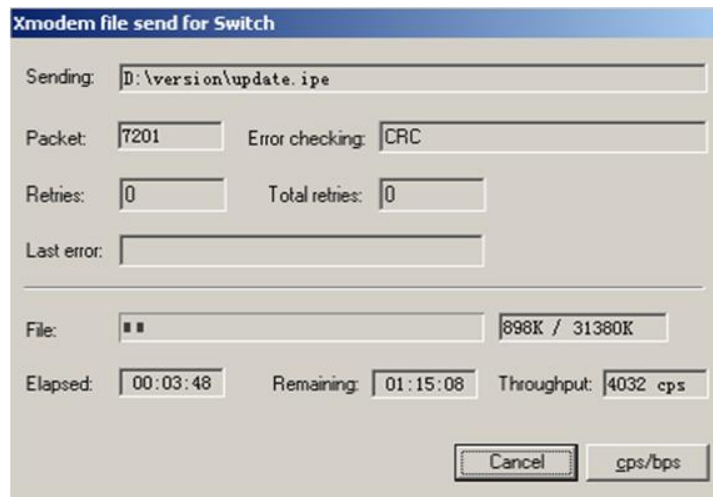 Xmodem file send for Switch
Sending: D:\version\update.ipe
Packet: 7201 Error checking: CRC
Retries: 0 Total retries: 0
Last error:
File: 898K / 31380K
Elapsed: 00:03:48 Remaining: 01:15:08 Throughput: 4032 cps
Cancel cps/bps